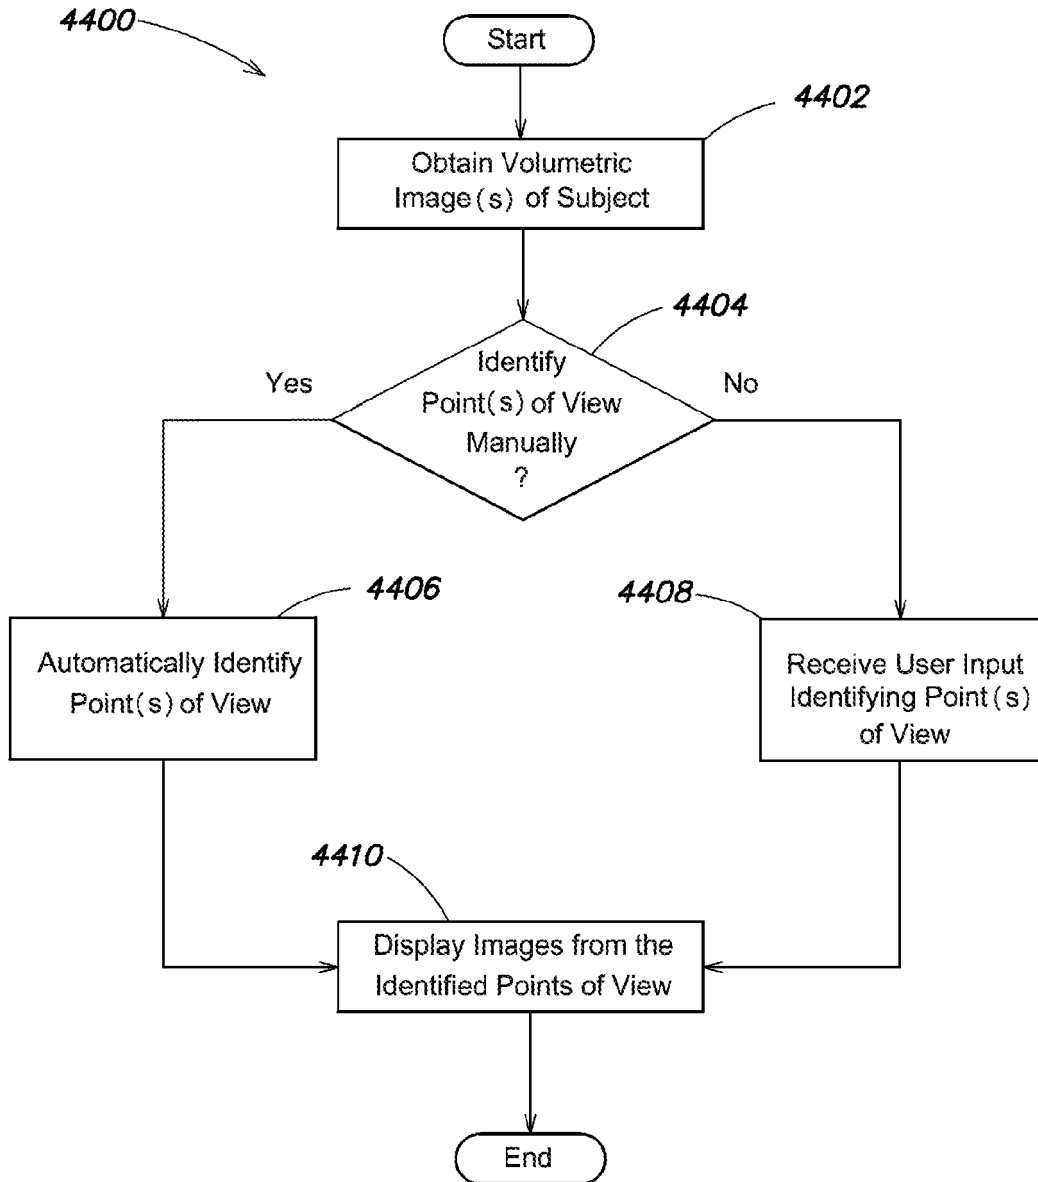 4400
Start
4402
Obtain Volumetric
Image(s) of Subject
4404
Identify
Point(s) of View
Manually
?
Yes
No
4406
Automatically Identify
Point(s) of View
4408
Receive User Input
Identifying Point(s)
of View
4410
Display Images from the
Identified Points of View
End